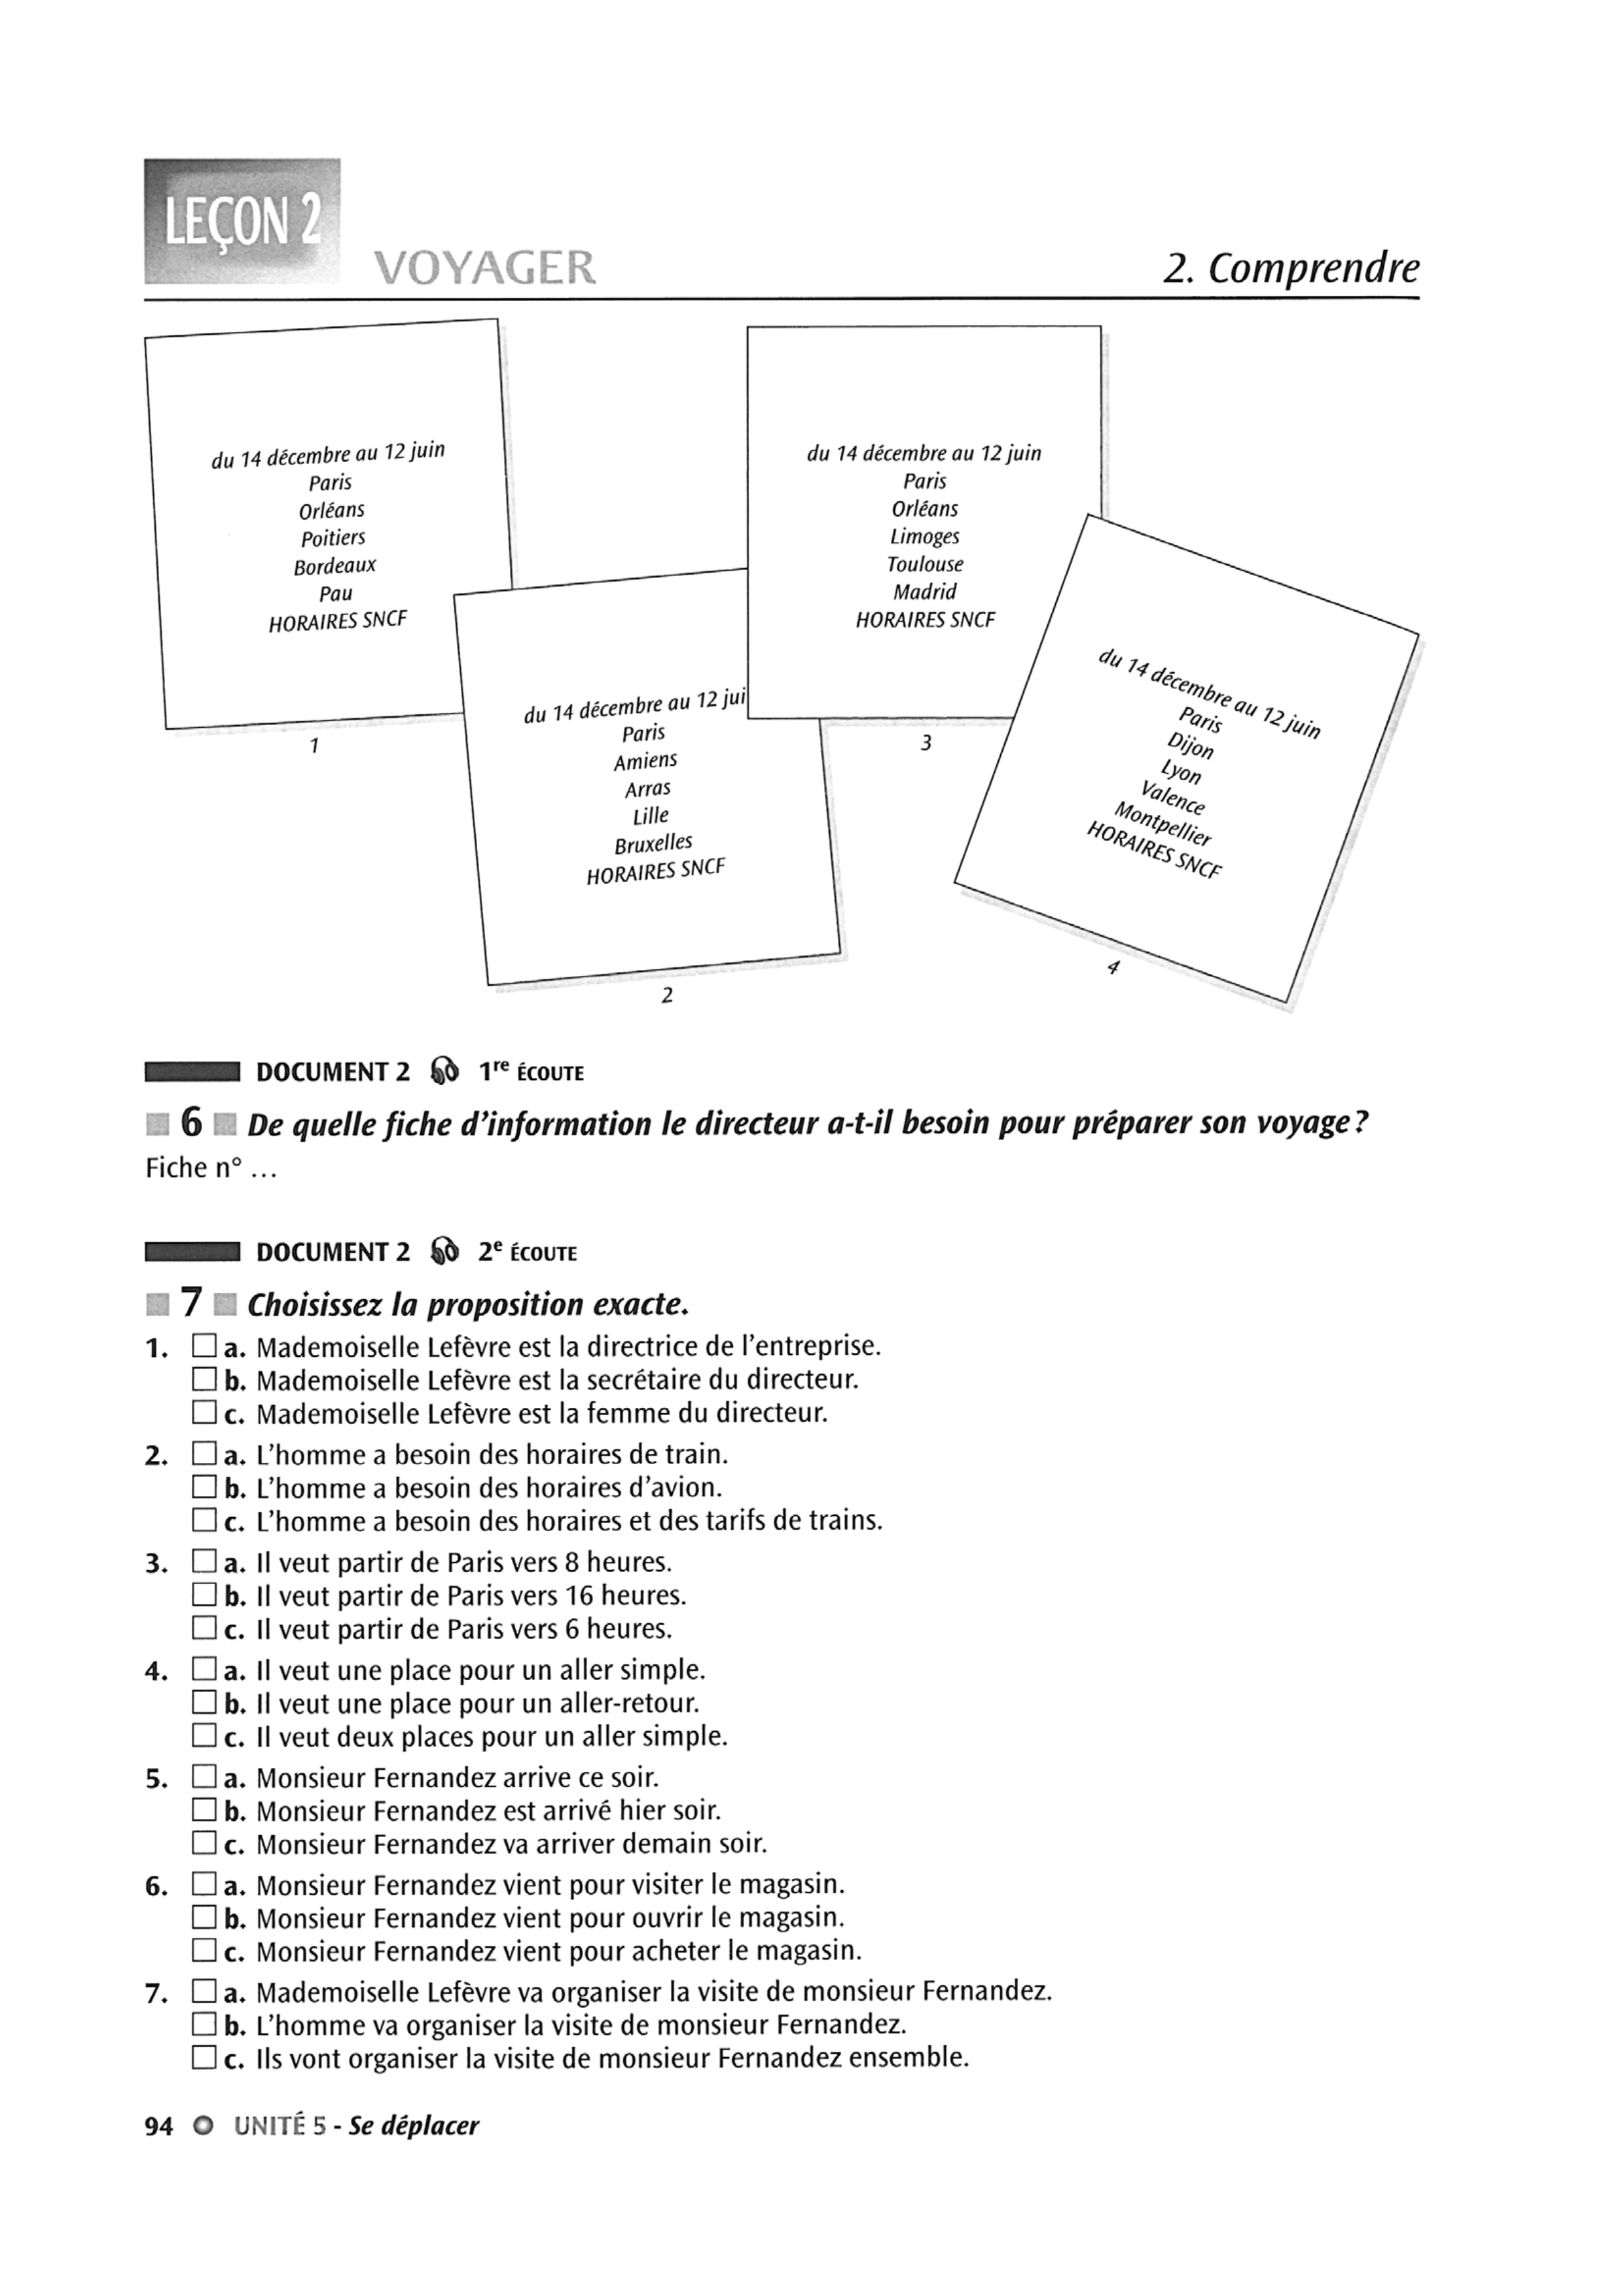 LEÇON 2
VOYAGER
2. Comprendre
du 14 décembre au 12 juin
Paris
Orléans
Poitiers
Bordeaux
Pau
HORAIRES SNCF
1
du 14 décembre au 12 jui
Paris
Amiens
Arras
Lille
Bruxelles
HORAIRES SNCF
2
du 14 décembre au 12 juin
Paris
Orléans
Limoges
Toulouse
Madrid
HORAIRES SNCF
3
du 14 décembre au 12 juin
Paris
Dijon
Lyon
Valence
Montpellier
HORAIRES SNCF
4
DOCUMENT 2 1re ÉCOUTE
6 De quelle fiche d'information le directeur a-t-il besoin pour préparer son voyage ?
Fiche n° …
DOCUMENT 2 2e ÉCOUTE
7 Choisissez la proposition exacte.
1. a. Mademoiselle Lefèvre est la directrice de l'entreprise.
b. Mademoiselle Lefèvre est la secrétaire du directeur.
c. Mademoiselle Lefèvre est la femme du directeur.
2. a. L'homme a besoin des horaires de train.
b. L'homme a besoin des horaires d'avion.
c. L'homme a besoin des horaires et des tarifs de trains.
3. a. Il veut partir de Paris vers 8 heures.
b. Il veut partir de Paris vers 16 heures.
c. Il veut partir de Paris vers 6 heures.
4. a. Il veut une place pour un aller simple.
b. Il veut une place pour un aller-retour.
c. Il veut deux places pour un aller simple.
5. a. Monsieur Fernandez arrive ce soir.
b. Monsieur Fernandez est arrivé hier soir.
c. Monsieur Fernandez va arriver demain soir.
6. a. Monsieur Fernandez vient pour visiter le magasin.
b. Monsieur Fernandez vient pour ouvrir le magasin.
c. Monsieur Fernandez vient pour acheter le magasin.
7. a. Mademoiselle Lefèvre va organiser la visite de monsieur Fernandez.
b. L'homme va organiser la visite de monsieur Fernandez.
c. Ils vont organiser la visite de monsieur Fernandez ensemble.
94 UNITÉ 5 - Se déplacer